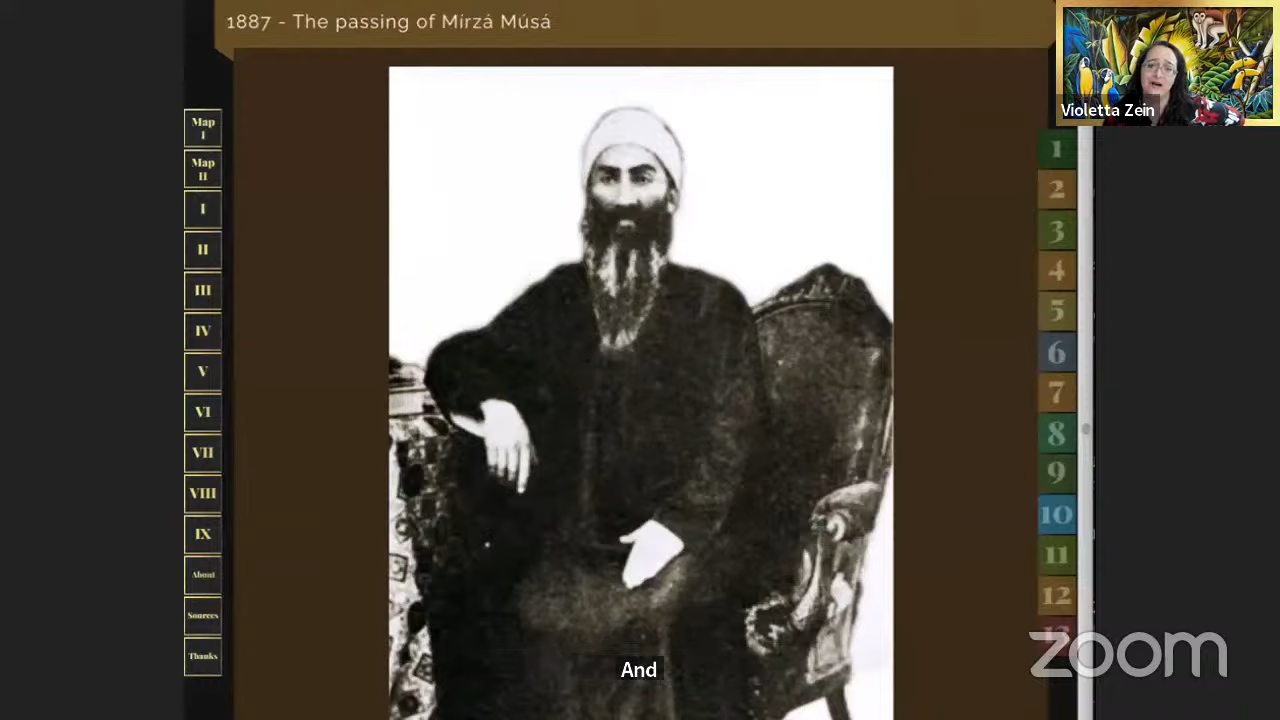 1887 - The passing of Mírzá Músá
Violetta Zein
Map
I
Map
II
I
II
III
IV
V
VI
VII
VIII
IX
About
Sources
Thanks
1
2
3
4
5
6
7
8
9
10
11
12
13
And
zoom